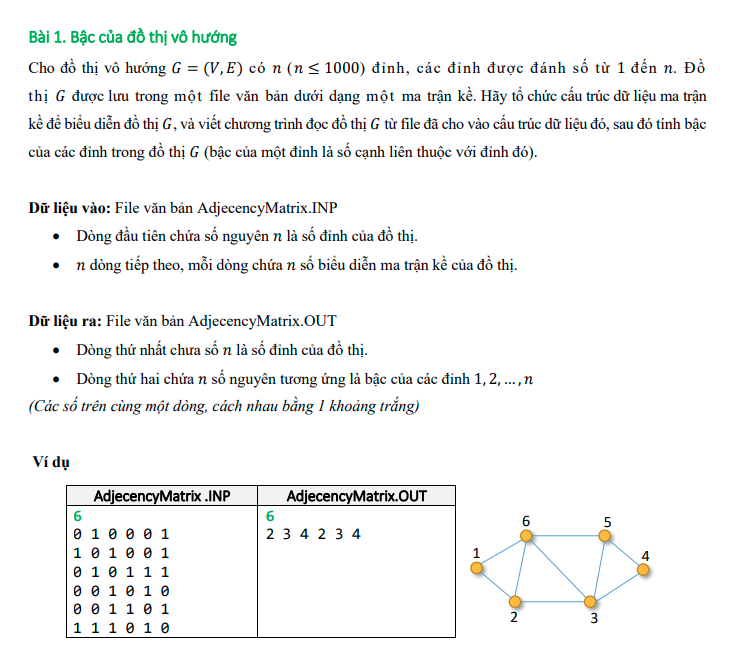 Bài 1. Bậc của đồ thị vô hướng
Cho đồ thị vô hướng G = (V, E) có n (n ≤ 1000) đỉnh, các đỉnh được đánh số từ 1 đến n. Đồ
thị G được lưu trong một file văn bản dưới dạng một ma trận kề. Hãy tổ chức cấu trúc dữ liệu ma trận
kề để biểu diễn đồ thị G, và viết chương trình đọc đồ thị G từ file đã cho vào cấu trúc dữ liệu đó, sau đó tính bậc
của các đỉnh trong đồ thị G (bậc của một đỉnh là số cạnh liên thuộc với đỉnh đó).
Dữ liệu vào: File văn bản AdjecencyMatrix.INP
• Dòng đầu tiên chứa số nguyên n là số đỉnh của đồ thị.
• n dòng tiếp theo, mỗi dòng chứa n số biểu diễn ma trận kề của đồ thị.
Dữ liệu ra: File văn bản AdjecencyMatrix.OUT
• Dòng thứ nhất chưa số n là số đỉnh của đồ thị.
• Dòng thứ hai chứa n số nguyên tương ứng là bậc của các đỉnh 1, 2, ..., n
(Các số trên cùng một dòng, cách nhau bằng 1 khoảng trắng)
Ví dụ
AdjecencyMatrix .INP
6
0 1 0 0 0 1
1 0 1 0 0 1
0 1 0 1 1 1
0 0 1 0 1 0
0 0 1 1 0 1
1 1 1 0 1 0
AdjecencyMatrix.OUT
6
2 3 4 2 3 4
6
5
1
4
2
3